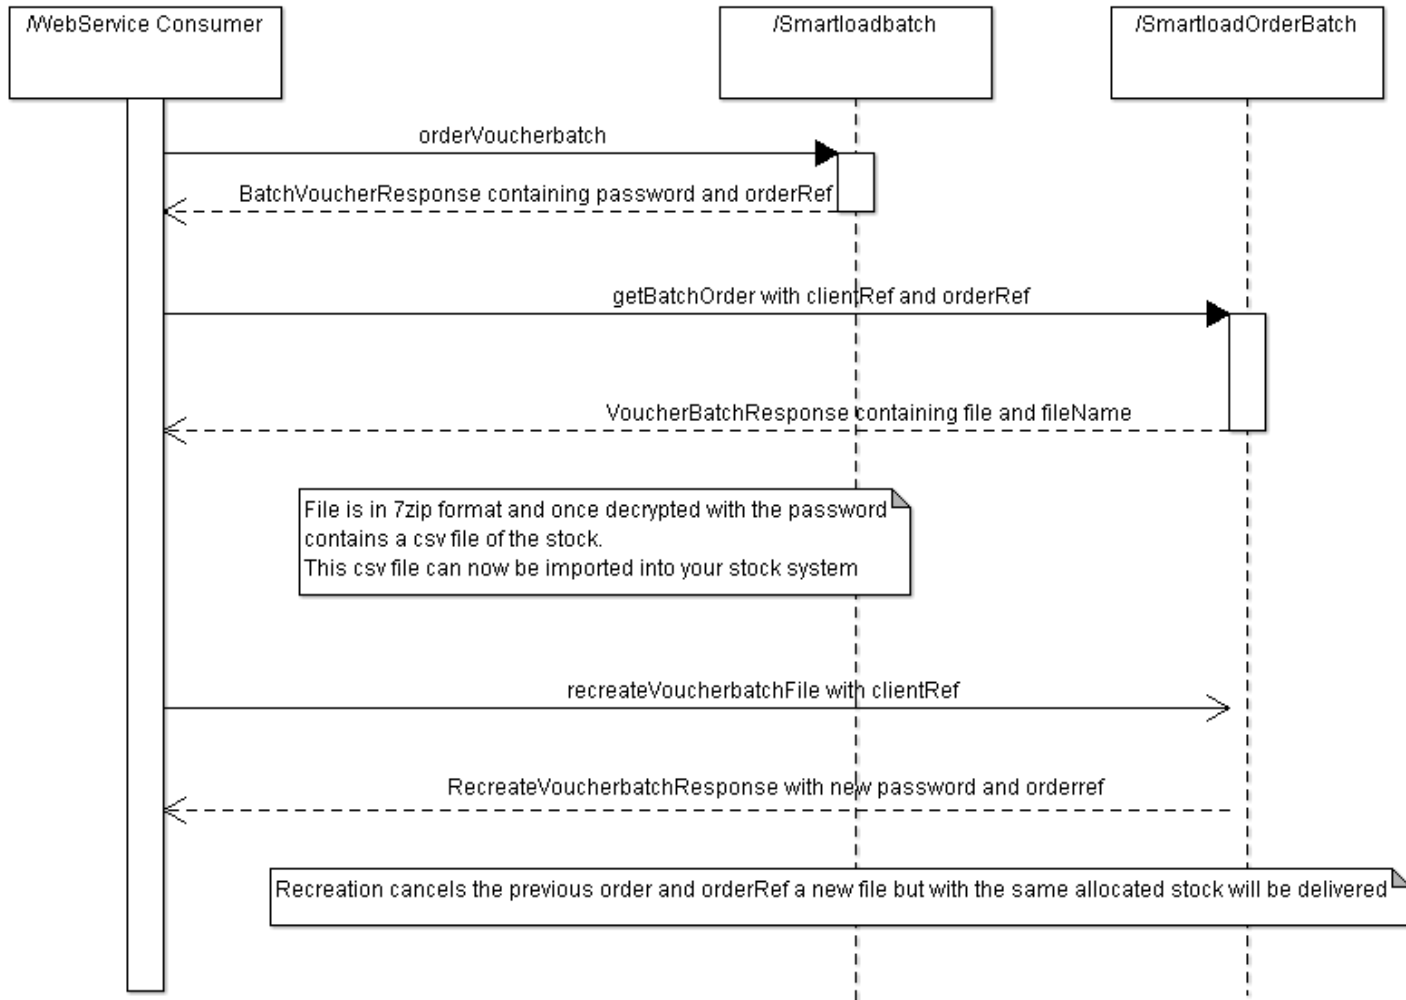 /WebService Consumer
/Smartloadbatch
/SmartloadOrderBatch
orderVoucherbatch
BatchVoucherResponse containing password and orderRef
getBatchOrder with clientRef and orderRef
VoucherBatchResponse containing file and fileName
File is in 7zip format and once decrypted with the password
contains a csv file of the stock.
This csv file can now be imported into your stock system
recreateVoucherbatchFile with clientRef
RecreateVoucherbatchResponse with new password and orderref
Recreation cancels the previous order and orderRef a new file but with the same allocated stock will be delivered